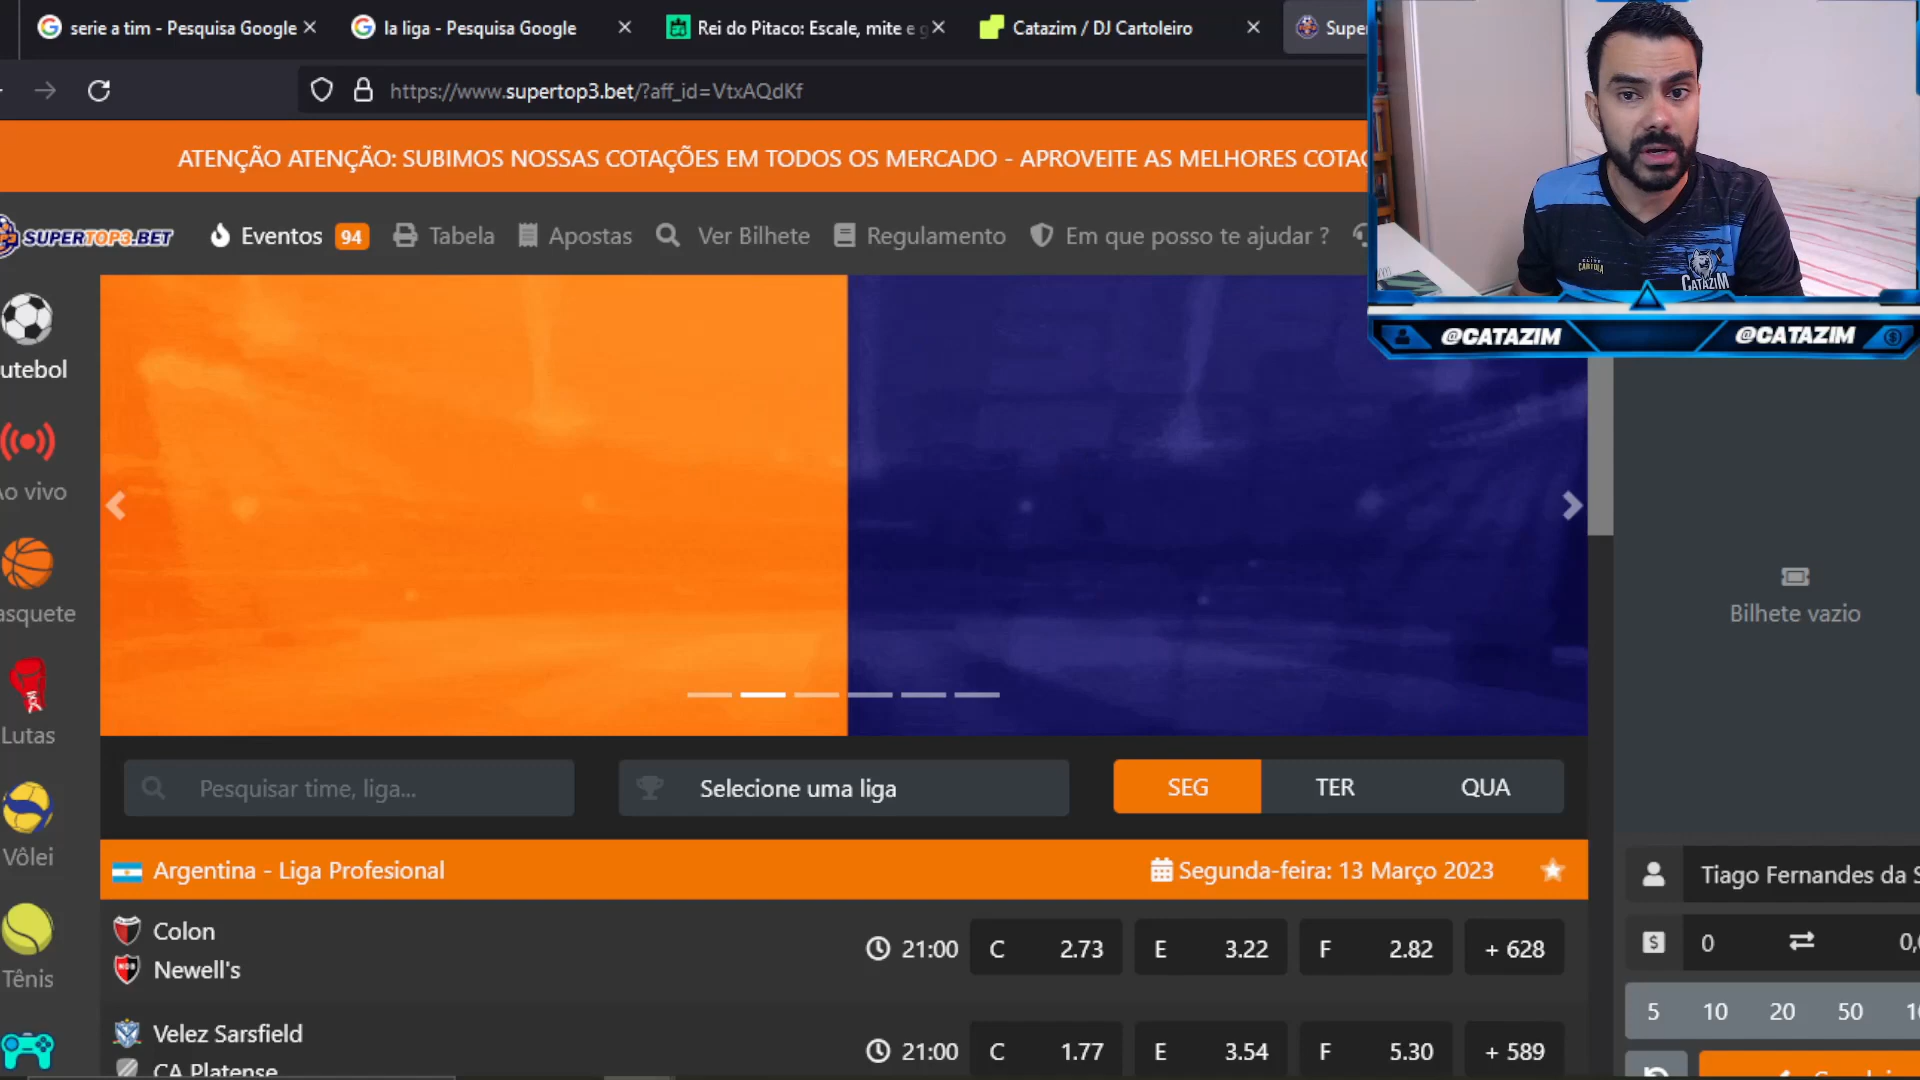 serie a tim - Pesquisa Google
la liga - Pesquisa Google
Rei do Pitaco: Escale, mite e g
Catazim / DJ Cartoleiro
Super
https://www.supertop3.bet/?aff_id=VtxAQdKf
ATENÇÃO ATENÇÃO: SUBIMOS NOSSAS COTAÇÕES EM TODOS OS MERCADO - APROVEITE AS MELHORES COTAÇ
SUPERTOP3.BET
Eventos 94
Tabela
Apostas
Ver Bilhete
Regulamento
Em que posso te ajudar ?
CARTOLA
CATAZIM
@CATAZIM
@CATAZIM
utebol
Ao vivo
asquete
Lutas
Vôlei
Tênis
Bilhete vazio
Pesquisar time, liga...
Selecione uma liga
SEG
TER
QUA
Argentina - Liga Profesional
Segunda-feira: 13 Março 2023
Colon
Newell's
21:00
C 2.73
E 3.22
F 2.82
+ 628
Velez Sarsfield
CA Platense
21:00
C 1.77
E 3.54
F 5.30
+ 589
Tiago Fernandes da S
0
0,
5 10 20 50